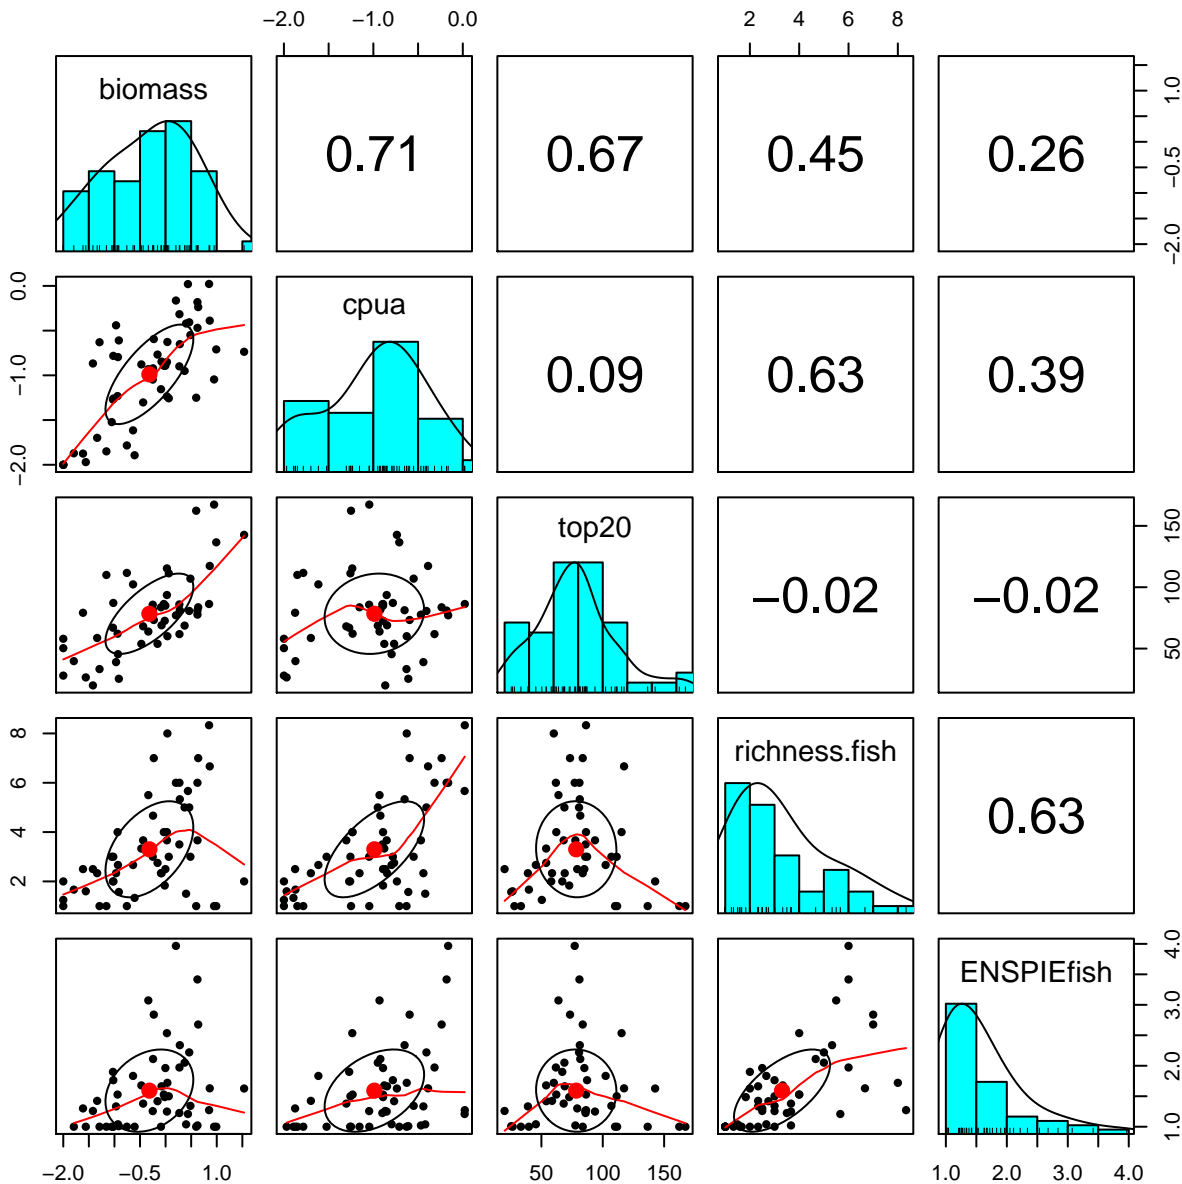 −2.0 −1.0 0.0 2 4 6 8
biomass 0.71 0.67 0.45 0.26 −2.0 −0.5 1.0
−2.0 −1.0 0.0 cpua 0.09 0.63 0.39
top20 −0.02 −0.02 50 100 150
2 4 6 8 richness.fish 0.63
ENSPIEfish 1.0 2.0 3.0 4.0
−2.0 −0.5 1.0 50 100 150 1.0 2.0 3.0 4.0